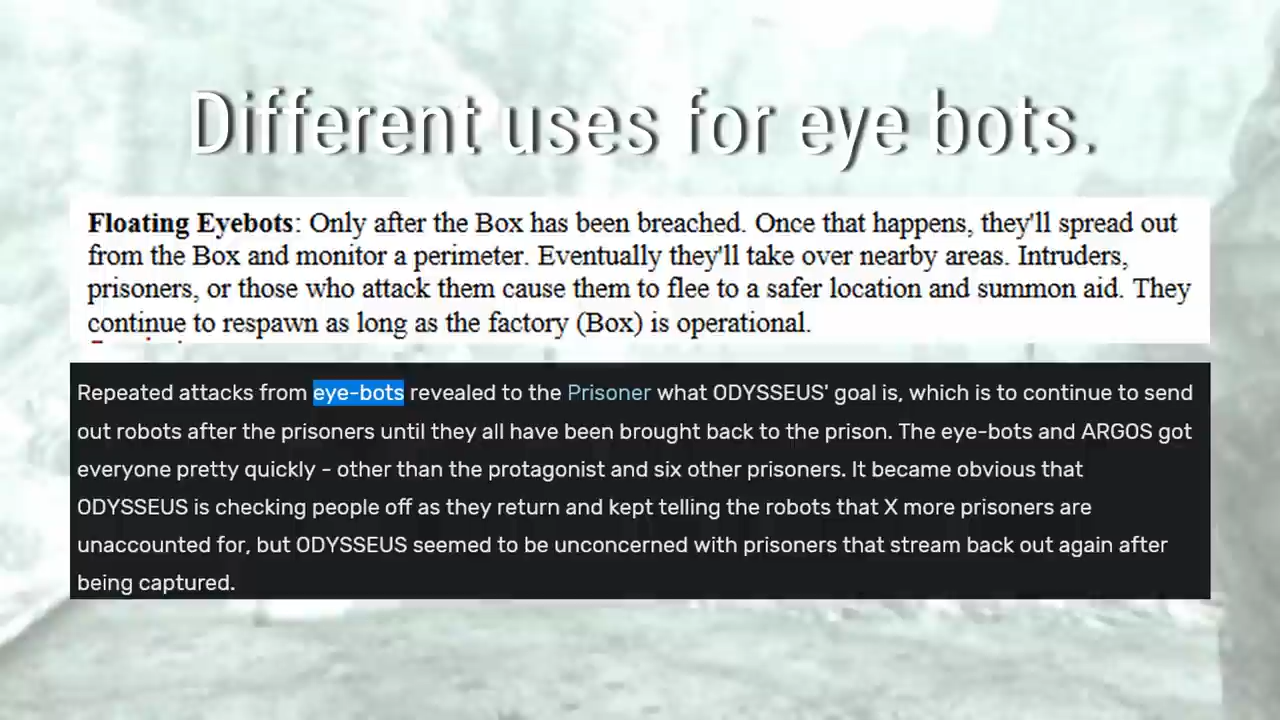 Different uses for eye bots.
Floating Eyebots: Only after the Box has been breached. Once that happens, they'll spread out
from the Box and monitor a perimeter. Eventually they'll take over nearby areas. Intruders,
prisoners, or those who attack them cause them to flee to a safer location and summon aid. They
continue to respawn as long as the factory (Box) is operational.
Repeated attacks from eye-bots revealed to the Prisoner what ODYSSEUS' goal is, which is to continue to send
out robots after the prisoners until they all have been brought back to the prison. The eye-bots and ARGOS got
everyone pretty quickly - other than the protagonist and six other prisoners. It became obvious that
ODYSSEUS is checking people off as they return and kept telling the robots that X more prisoners are
unaccounted for, but ODYSSEUS seemed to be unconcerned with prisoners that stream back out again after
being captured.